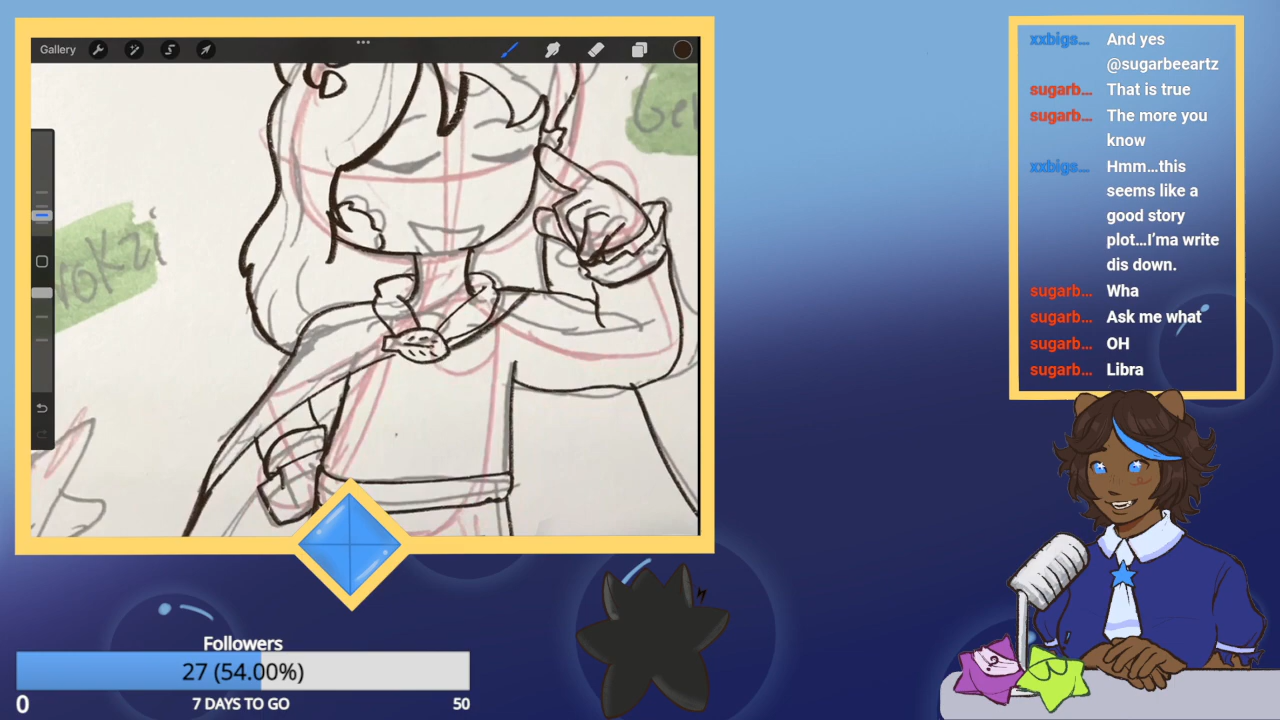 Gallery
xxbigs... And yes
@sugarbeeartz
sugarb... That is true
sugarb... The more you
know
xxbigs... Hmm...this
seems like a
good story
plot...I'ma write
dis down.
sugarb... Wha
sugarb... Ask me what
sugarb... OH
sugarb... Libra
Followers
27 (54.00%)
0 7 DAYS TO GO 50